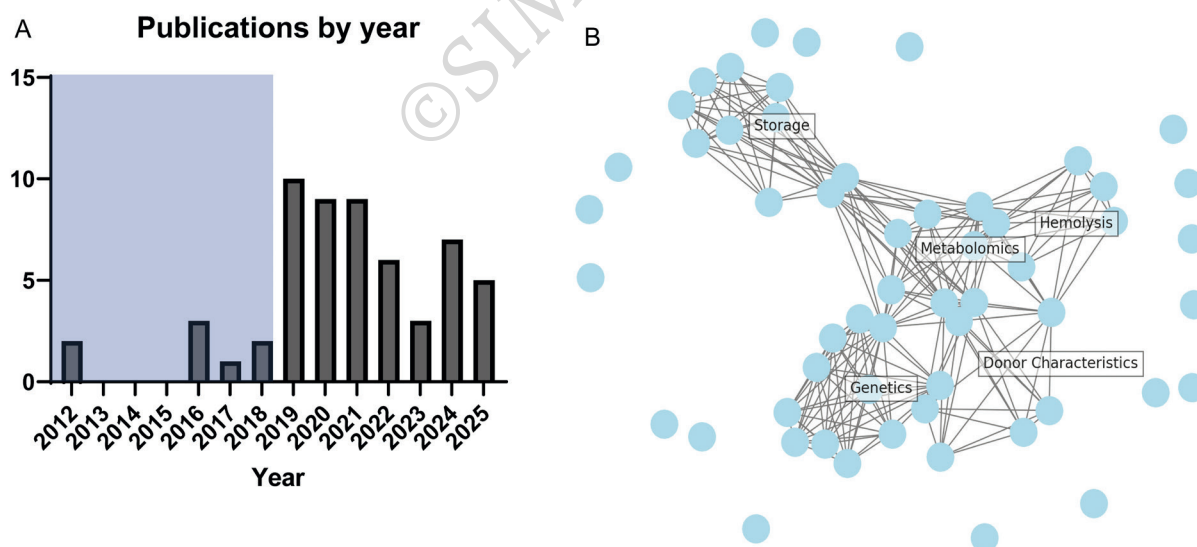 A
Publications by year
15
10
5
0
2012
2013
2014
2015
2016
2017
2018
2019
2020
2021
2022
2023
2024
2025
Year
©SIM
B
Storage
Hemolysis
Metabolomics
Donor Characteristics
Genetics